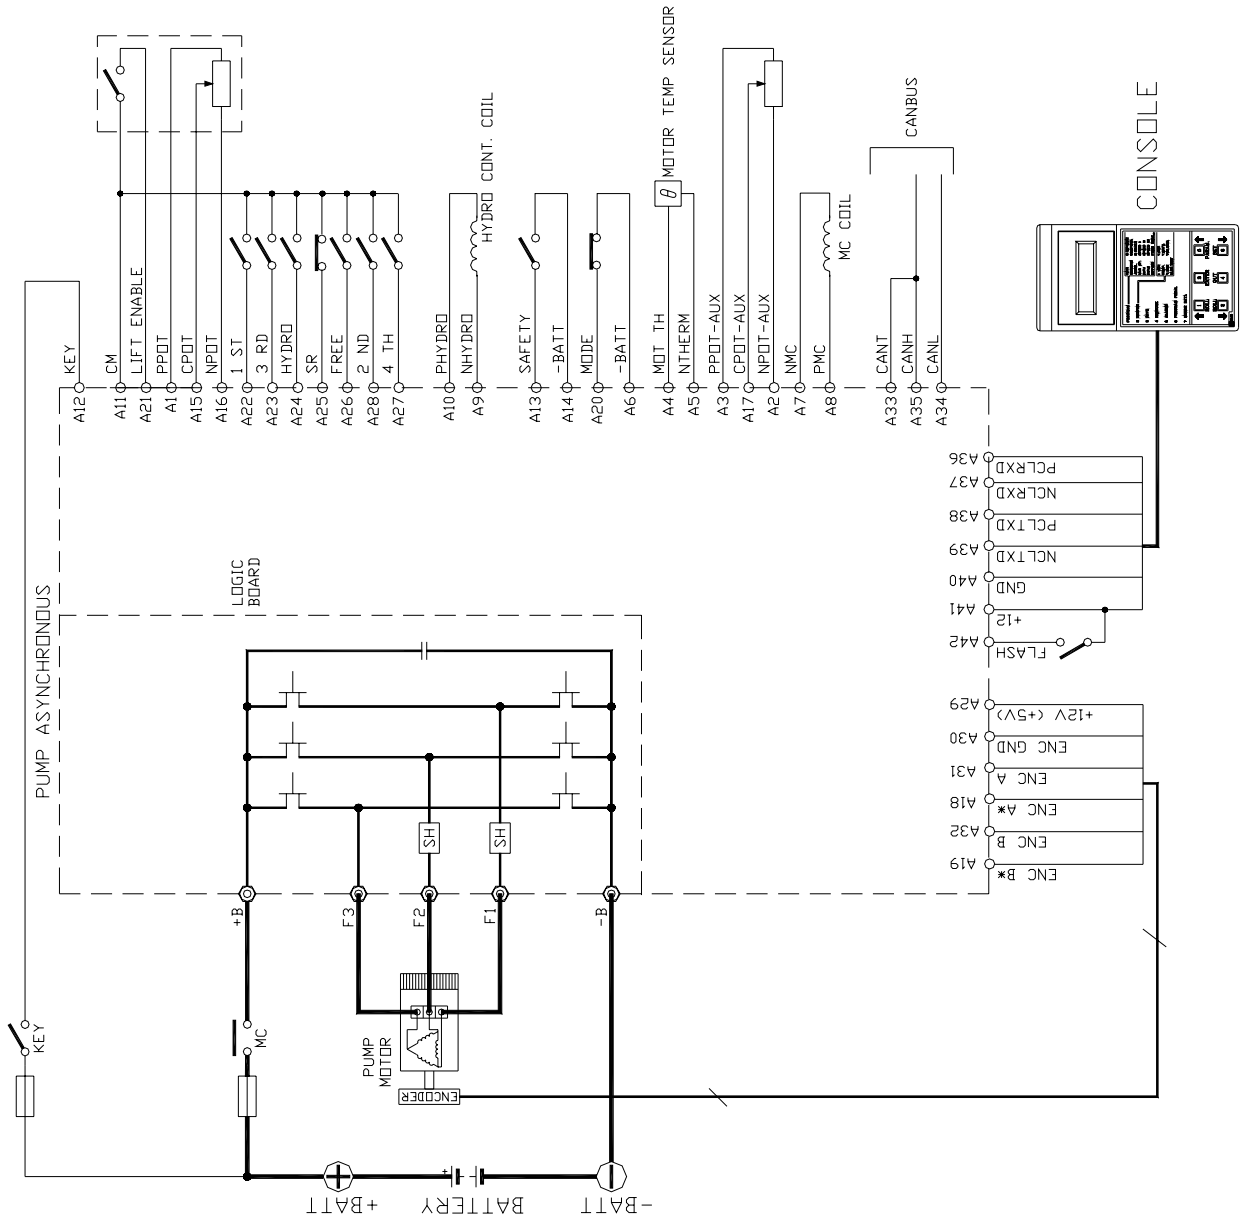 MOTOR TEMP SENSOR
HYDRO CONT. COIL
MC COIL
CANBUS
CONSOLE
θ
KEY
CM
LIFT ENABLE
PPOT
CPOT
NPOT
1 ST
3 RD
HYDRO
SR
FREE
2 ND
4 TH
PHYDRO
NHYDRO
SAFETY
-BATT
MODE
-BATT
MOT TH
NTHERM
PPOT-AUX
CPOT-AUX
NPOT-AUX
NMC
PMC
CANT
CANH
CANL
A12
A11
A21
A1
A15
A16
A22
A23
A24
A25
A26
A28
A27
A10
A9
A13
A14
A20
A6
A4
A5
A3
A17
A2
A7
A8
A33
A35
A34
A36 PCLRXD
A37 NCLRXD
A38 PCLTXD
A39 NCLTXD
A40 GND
A41 +12
A42 FLASH
A29 +12V (+5V)
A30 ENC GND
A31 ENC A
A18 ENC A*
A32 ENC B
A19 ENC B*
PUMP ASYNCHRONOUS
LOGIC
BOARD
SH
SH
+B
F3
F2
F1
-B
KEY
MC
PUMP
MOTOR
ENCODER
+
+BATT
BATTERY
-BATT